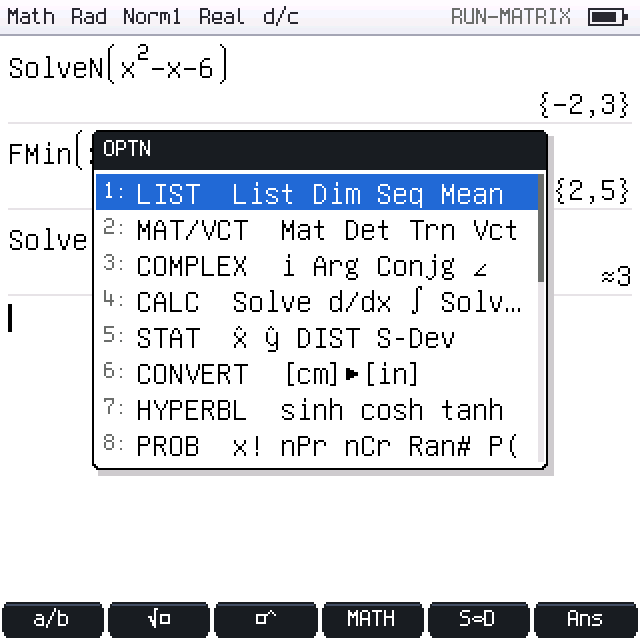 Math Rad Norm1 Real d/c RUN-MATRIX
SolveN(x²-x-6)
{-2,3}
FMin(
{2,5}
Solve
≈3
OPTN
1: LIST List Dim Seq Mean
2: MAT/VCT Mat Det Trn Vct
3: COMPLEX i Arg Conjg ∠
4: CALC Solve d/dx ∫ Solv…
5: STAT x̂ ŷ DIST S-Dev
6: CONVERT [cm]▶[in]
7: HYPERBL sinh cosh tanh
8: PROB x! nPr nCr Ran# P(
a/b √□ □^ MATH S=D Ans